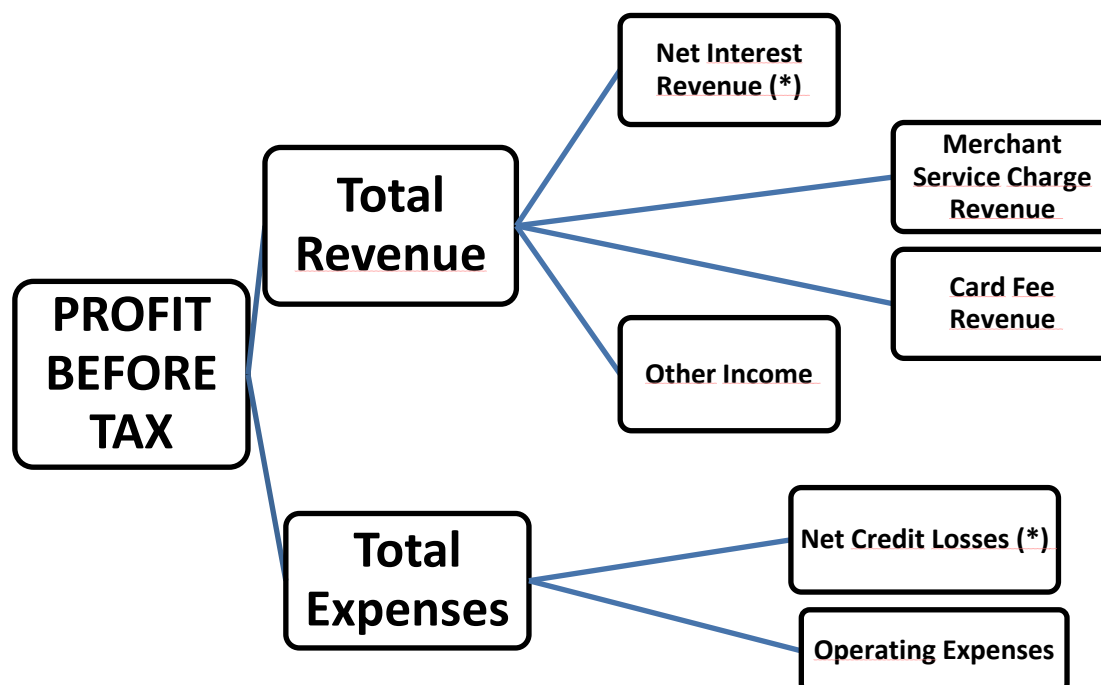 PROFIT
BEFORE
TAX
Total
Revenue
Net Interest
Revenue (*)
Merchant
Service Charge
Revenue
Card Fee
Revenue
Other Income
Total
Expenses
Net Credit Losses (*)
Operating Expenses